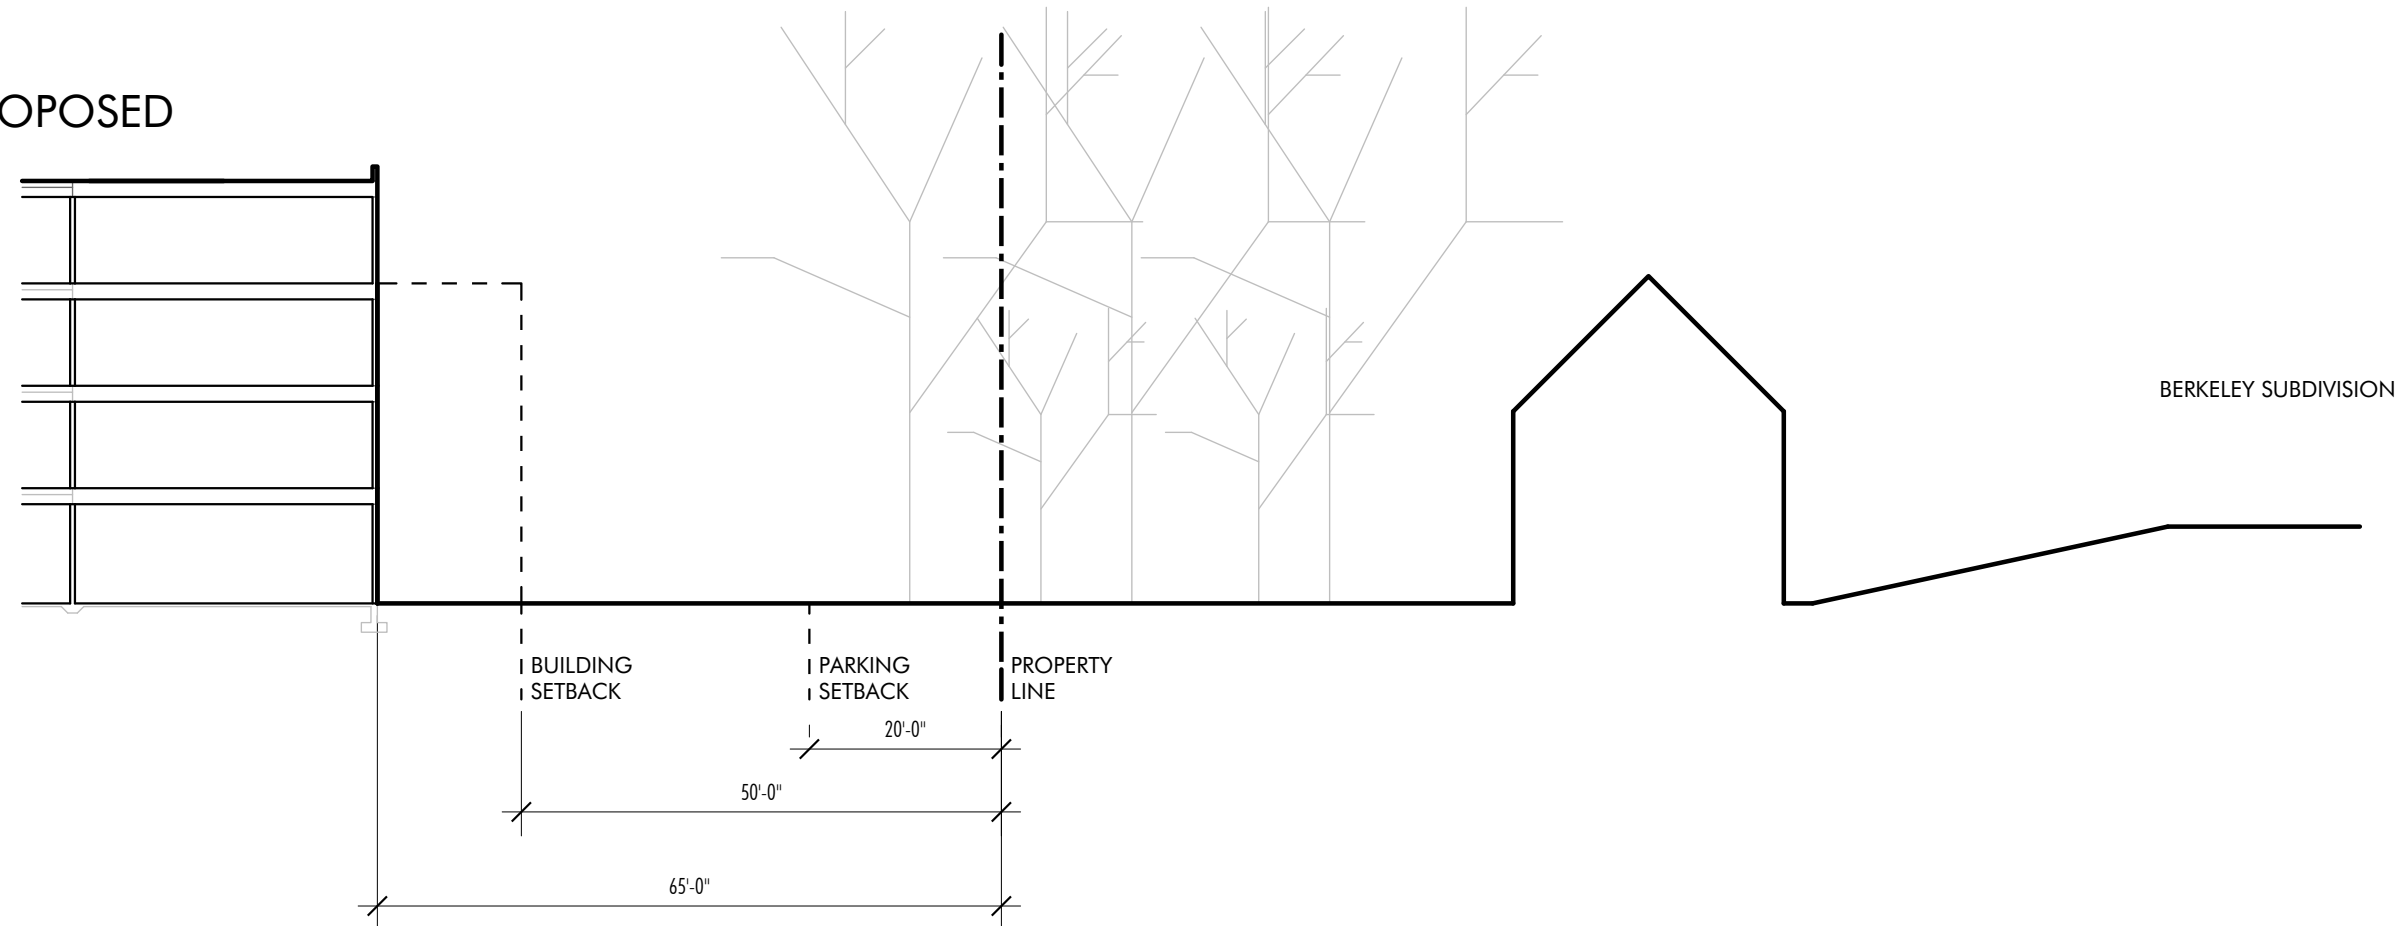 OPOSED
BERKELEY SUBDIVISION
BUILDING
SETBACK
PARKING
SETBACK
PROPERTY
LINE
20'-0"
50'-0"
65'-0"